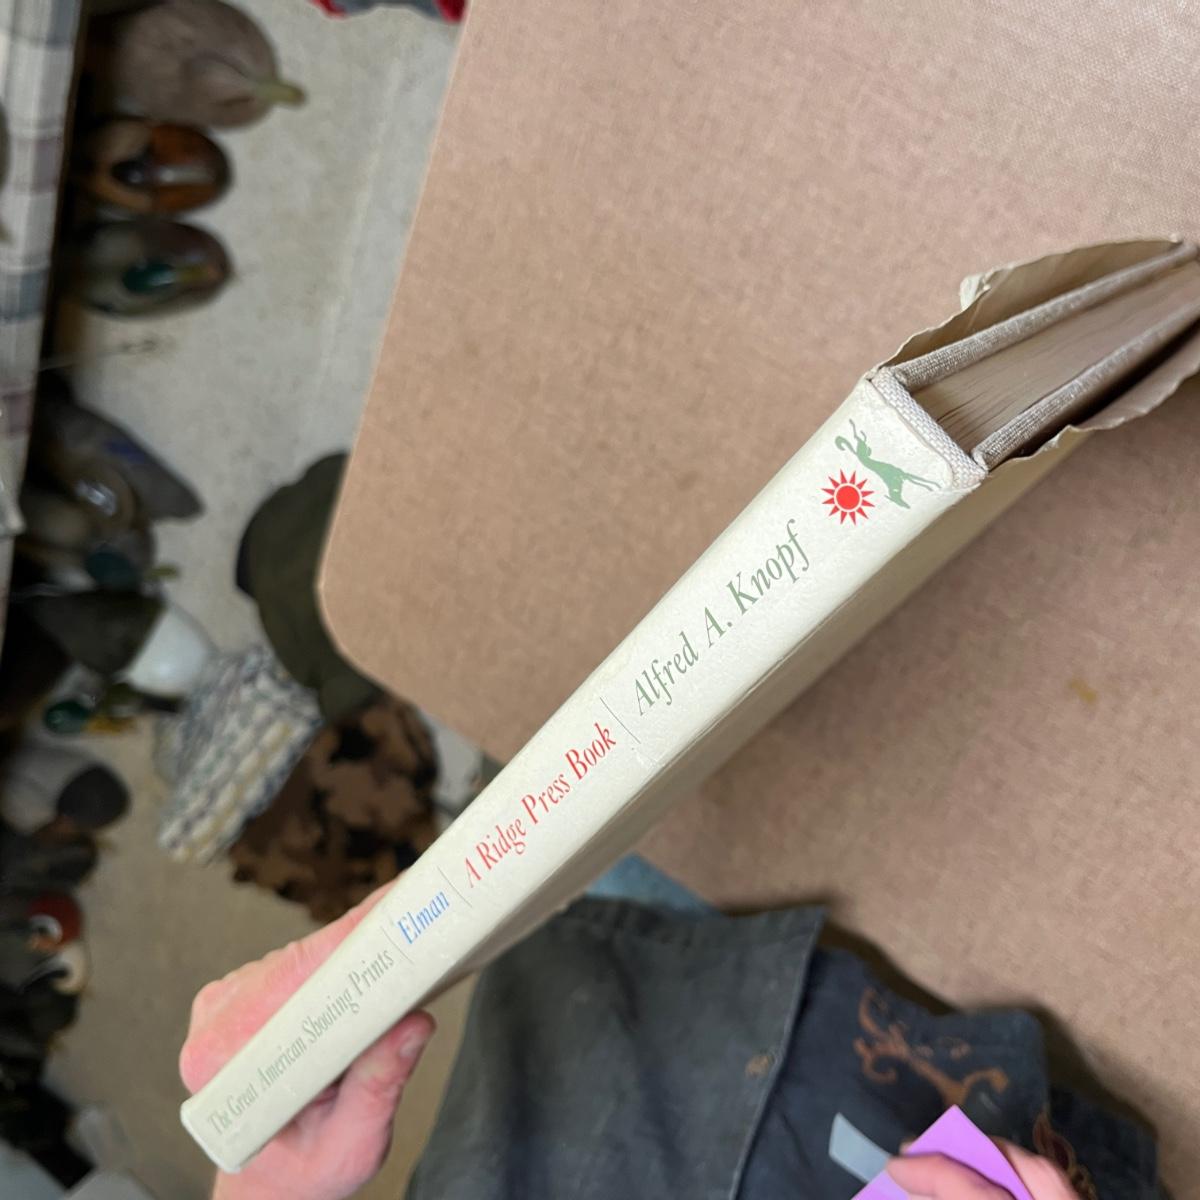 The Great American Shooting Prints | Elman | A Ridge Press Book | Alfred A. Knopf